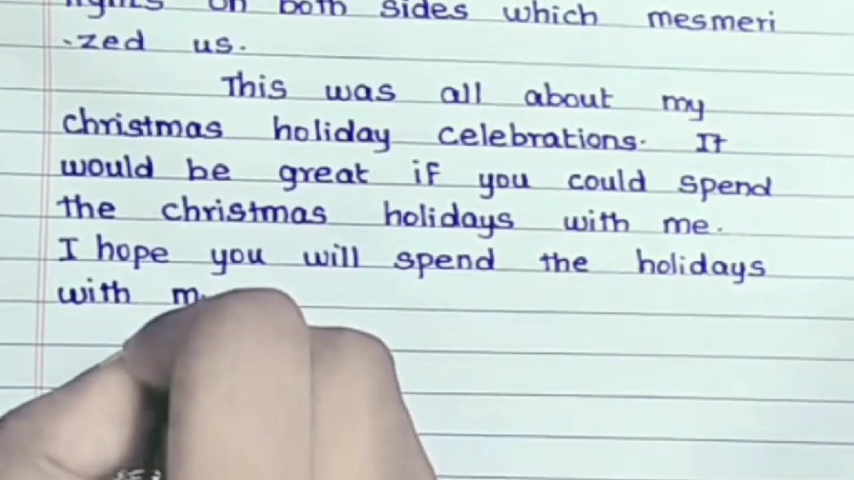 lights on both sides which mesmeri
-zed us.
This was all about my
christmas holiday celebrations. It
would be great if you could spend
the christmas holidays with me.
I hope you will spend the holidays
with m